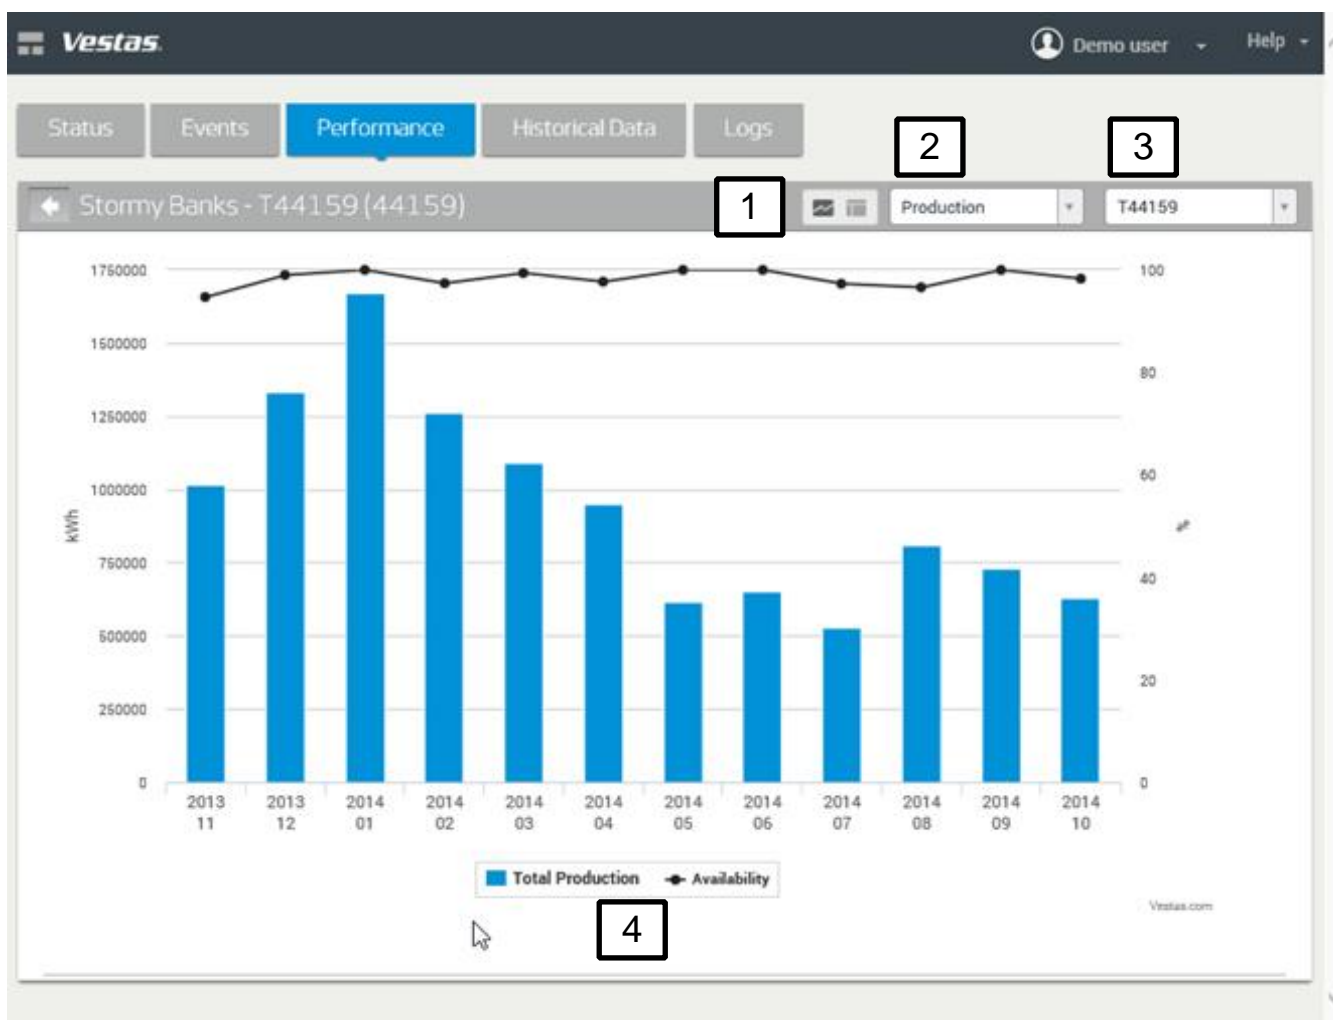 Vestas
Demo user
Help
Status
Events
Performance
Historical Data
Logs
2
3
Stormy Banks - T44159 (44159)
1
Production
T44159
1750000
1500000
1250000
1000000
750000
500000
250000
0
kWh
100
80
60
40
20
0
%
2013 2013 2014 2014 2014 2014 2014 2014 2014 2014 2014 2014
11 12 01 02 03 04 05 06 07 08 09 10
Total Production Availability
Vestas.com
4